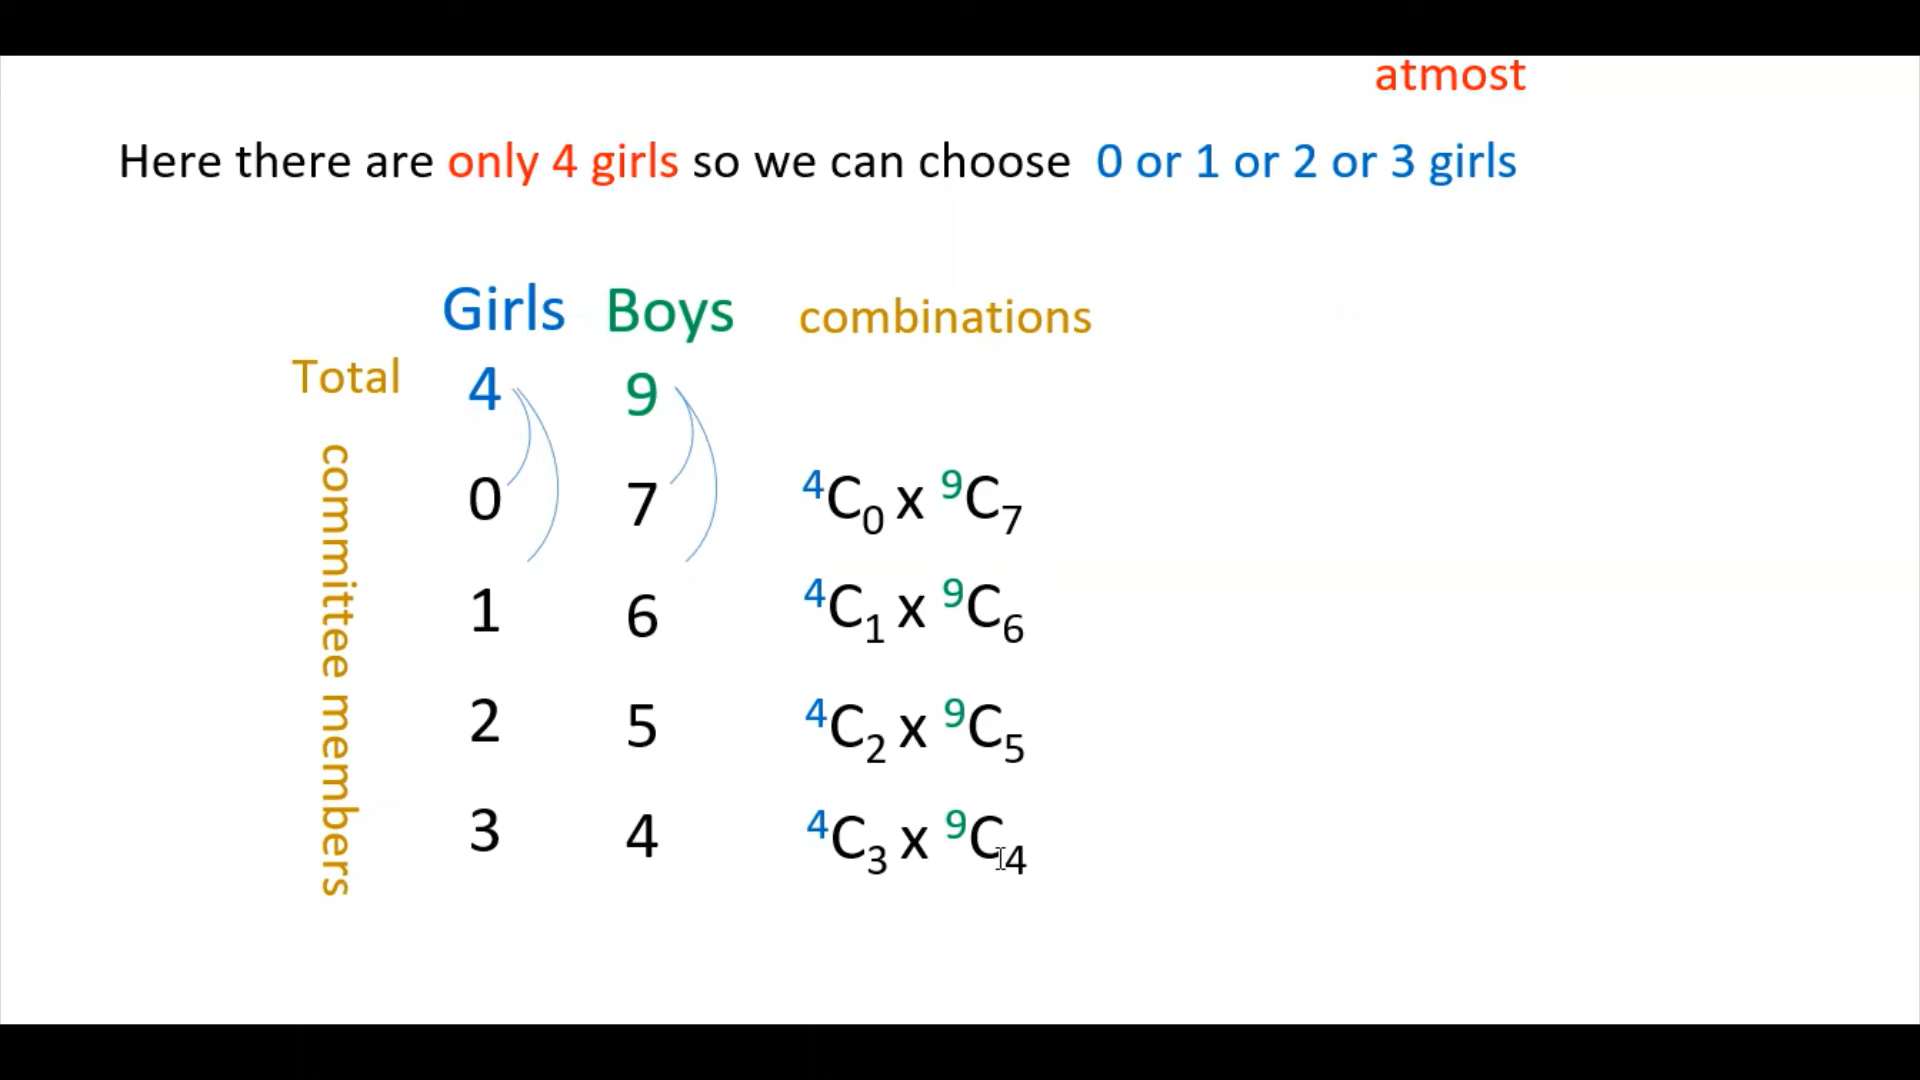 atmost
Here there are only 4 girls so we can choose 0 or 1 or 2 or 3 girls
Girls Boys combinations
Total 4 9
committee members
0 7 ⁴C₀ x ⁹C₇
1 6 ⁴C₁ x ⁹C₆
2 5 ⁴C₂ x ⁹C₅
3 4 ⁴C₃ x ⁹C₄